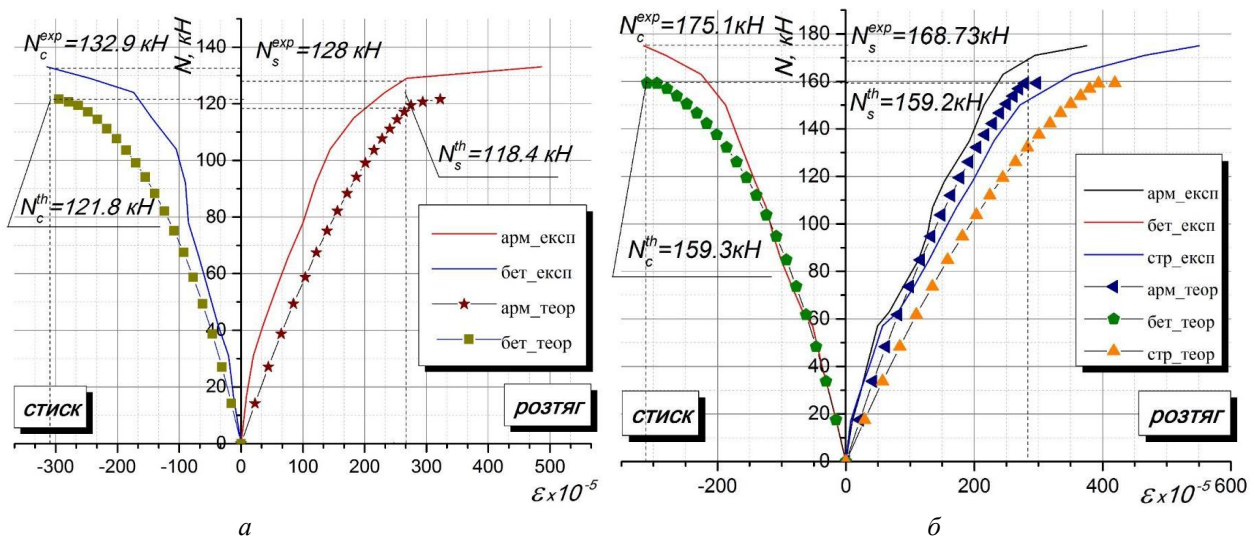 N_c^exp=132.9 кН
N, кН
N_s^exp=128 кН
N_s^th=118.4 кН
N_c^th=121.8 кН
140
120
100
80
60
40
20
0
арм_експ
бет_експ
арм_теор
бет_теор
стиск
розтяг
-300 -200 -100 0 100 200 300 400 500
ε×10^-5
а
N_c^exp=175.1кН
N, кН
N_s^exp=168.73кН
N_s^th=159.2кН
N_c^th=159.3кН
180
160
140
120
100
80
60
40
20
0
арм_експ
бет_експ
стр_експ
арм_теор
бет_теор
стр_теор
стиск
розтяг
-200 0 200 400 600
ε×10^-5
б